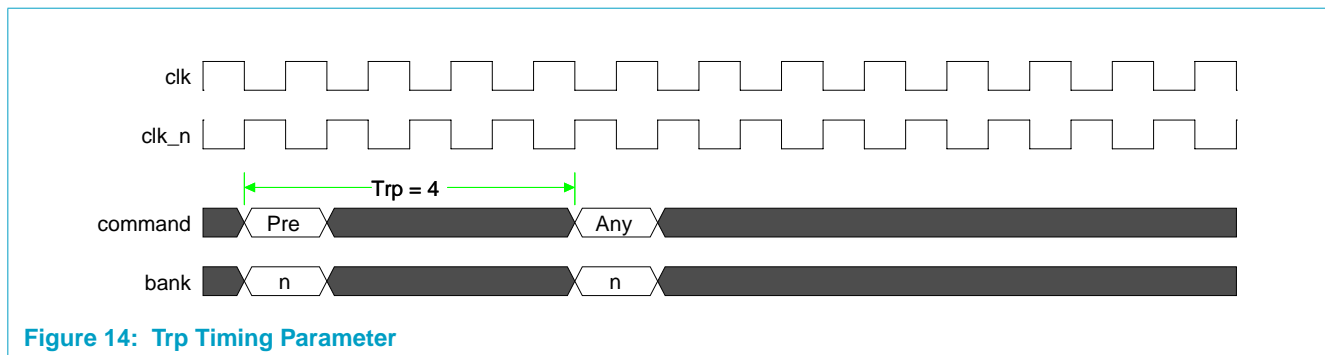 clk
clk_n
Trp = 4
command Pre Any
bank n n
Figure 14: Trp Timing Parameter